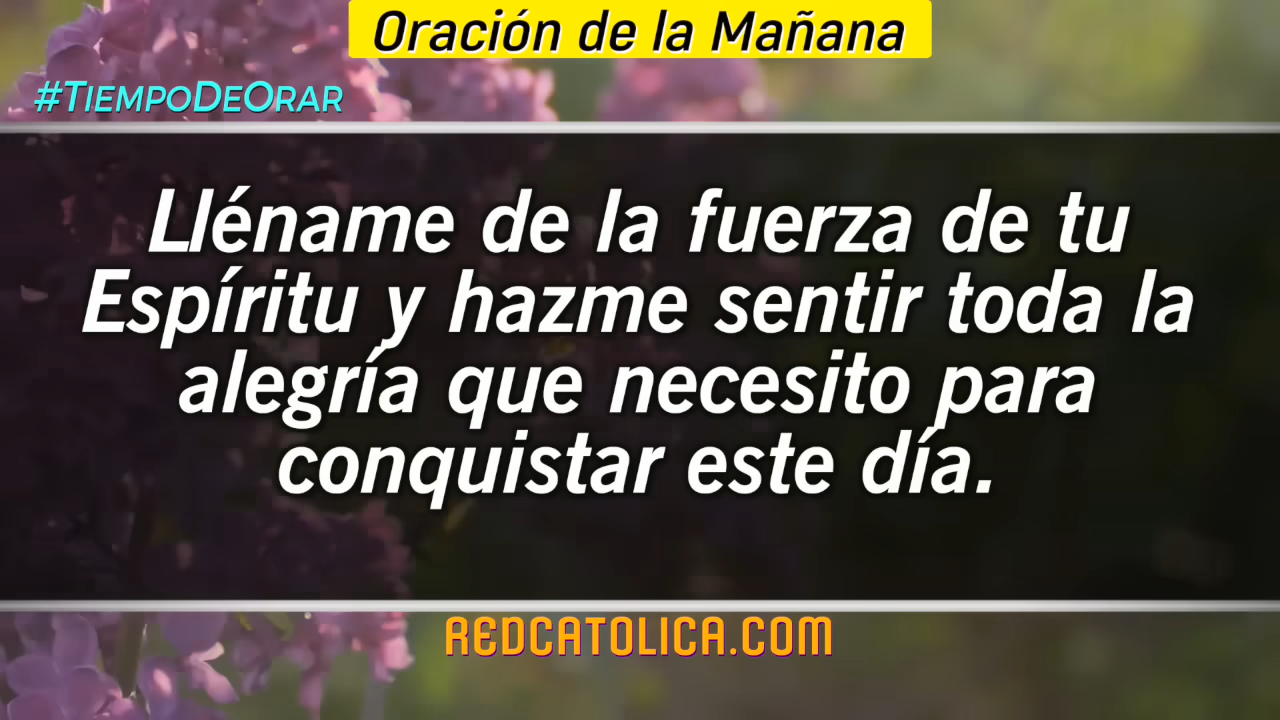 Oración de la Mañana
#TiempoDeOrar
Lléname de la fuerza de tu
Espíritu y hazme sentir toda la
alegría que necesito para
conquistar este día.
REDCATOLICA.COM